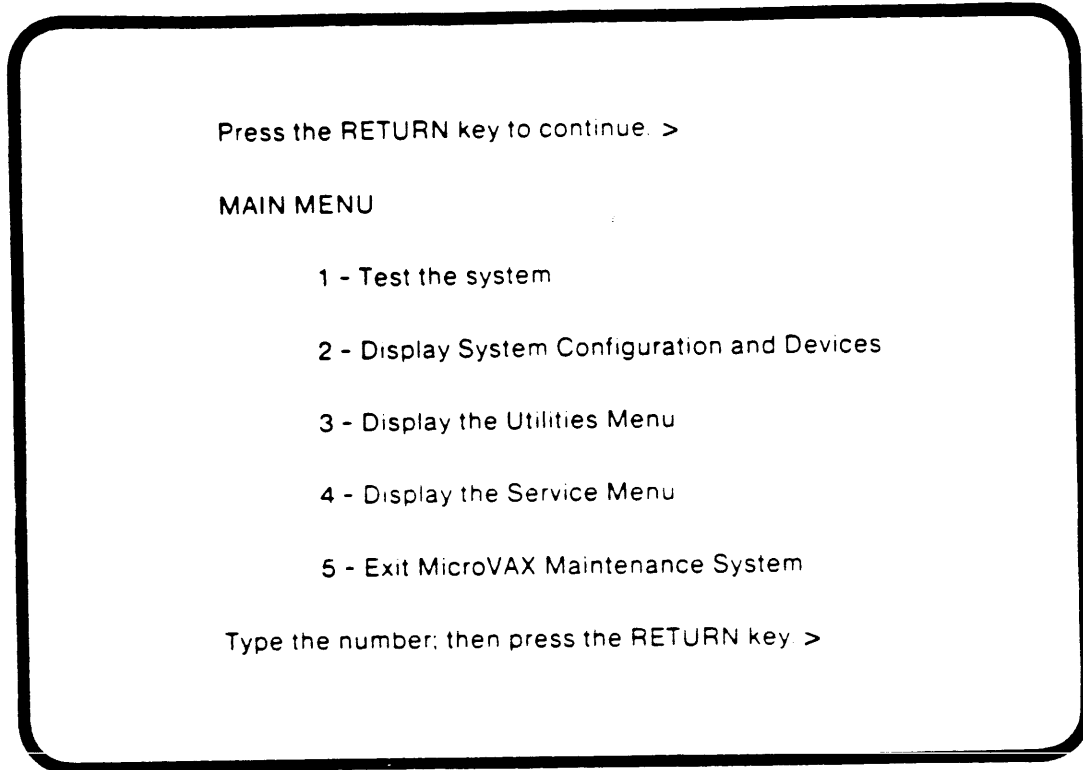 Press the RETURN key to continue. >
MAIN MENU
1 - Test the system
2 - Display System Configuration and Devices
3 - Display the Utilities Menu
4 - Display the Service Menu
5 - Exit MicroVAX Maintenance System
Type the number; then press the RETURN key. >